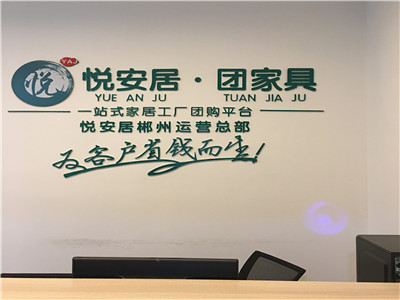 YAJ
悦
悦安居·团家具
YUE AN JU TUAN JIA JU
一站式家居工厂团购平台
悦安居郴州运营总部
为客户省钱而生!